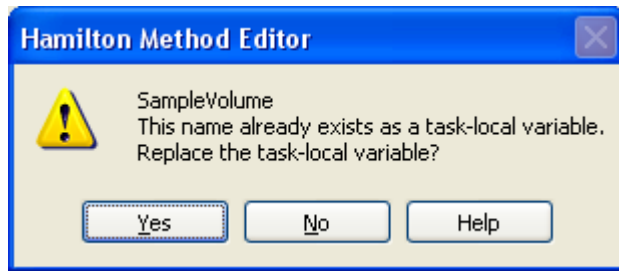 Hamilton Method Editor
SampleVolume
This name already exists as a task-local variable.
Replace the task-local variable?
Yes No Help